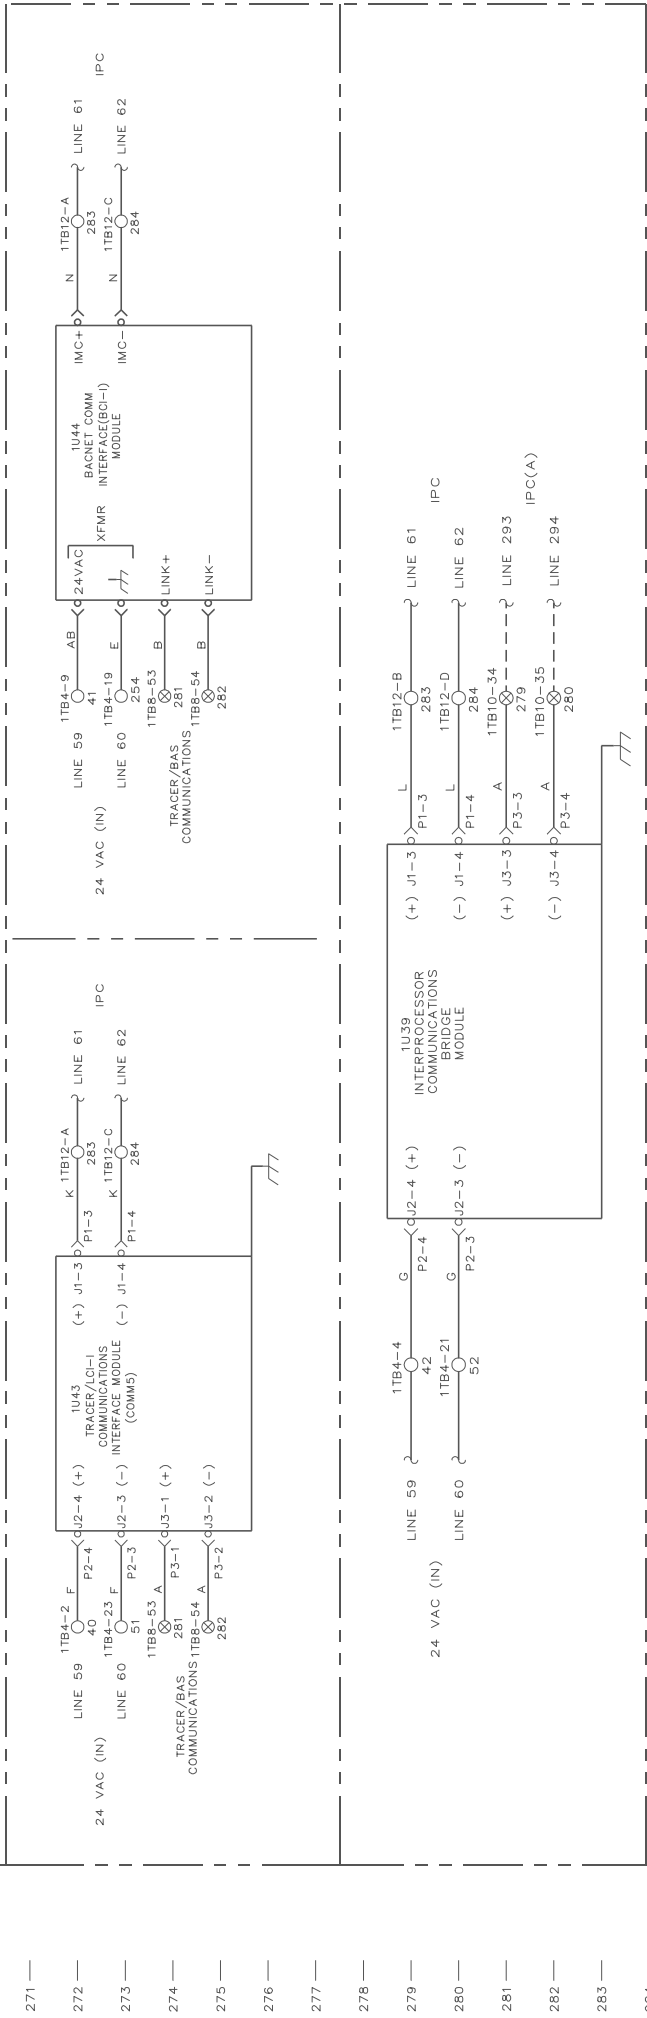 271
272
273
274
275
276
277
278
279
280
281
282
283
24 VAC (IN)
LINE 59
LINE 60
TRACER/BAS
COMMUNICATIONS
1TB4-2
40
F
P2-4
1TB4-23
51
F
P2-3
1TB8-53
281
A
P3-1
1TB8-54
282
A
P3-2
J2-4 (+)
J2-3 (-)
J3-1 (+)
J3-2 (-)
1U43
TRACER/LCI-I
COMMUNICATIONS
INTERFACE MODULE
(COMM5)
(+) J1-3
(-) J1-4
P1-3
K
1TB12-A
283
LINE 61
P1-4
K
1TB12-C
284
LINE 62
IPC
24 VAC (IN)
LINE 59
LINE 60
TRACER/BAS
COMMUNICATIONS
1TB4-9
41
AB
1TB4-19
254
E
1TB8-53
281
B
1TB8-54
282
B
24VAC
XFMR
LINK+
LINK-
1U44
BACNET COMM
INTERFACE(BCI-I)
MODULE
IMC+
IMC-
N
1TB12-A
283
LINE 61
N
1TB12-C
284
LINE 62
IPC
24 VAC (IN)
LINE 59
LINE 60
1TB4-4
42
G
P2-4
1TB4-21
52
G
P2-3
J2-4 (+)
J2-3 (-)
1U39
INTERPROCESSOR
COMMUNICATIONS
BRIDGE
MODULE
(+) J1-3
(-) J1-4
(+) J3-3
(-) J3-4
P1-3
L
1TB12-B
283
LINE 61
P1-4
L
1TB12-D
284
LINE 62
IPC
P3-3
A
1TB10-34
279
LINE 293
P3-4
A
1TB10-35
280
LINE 294
IPC(A)